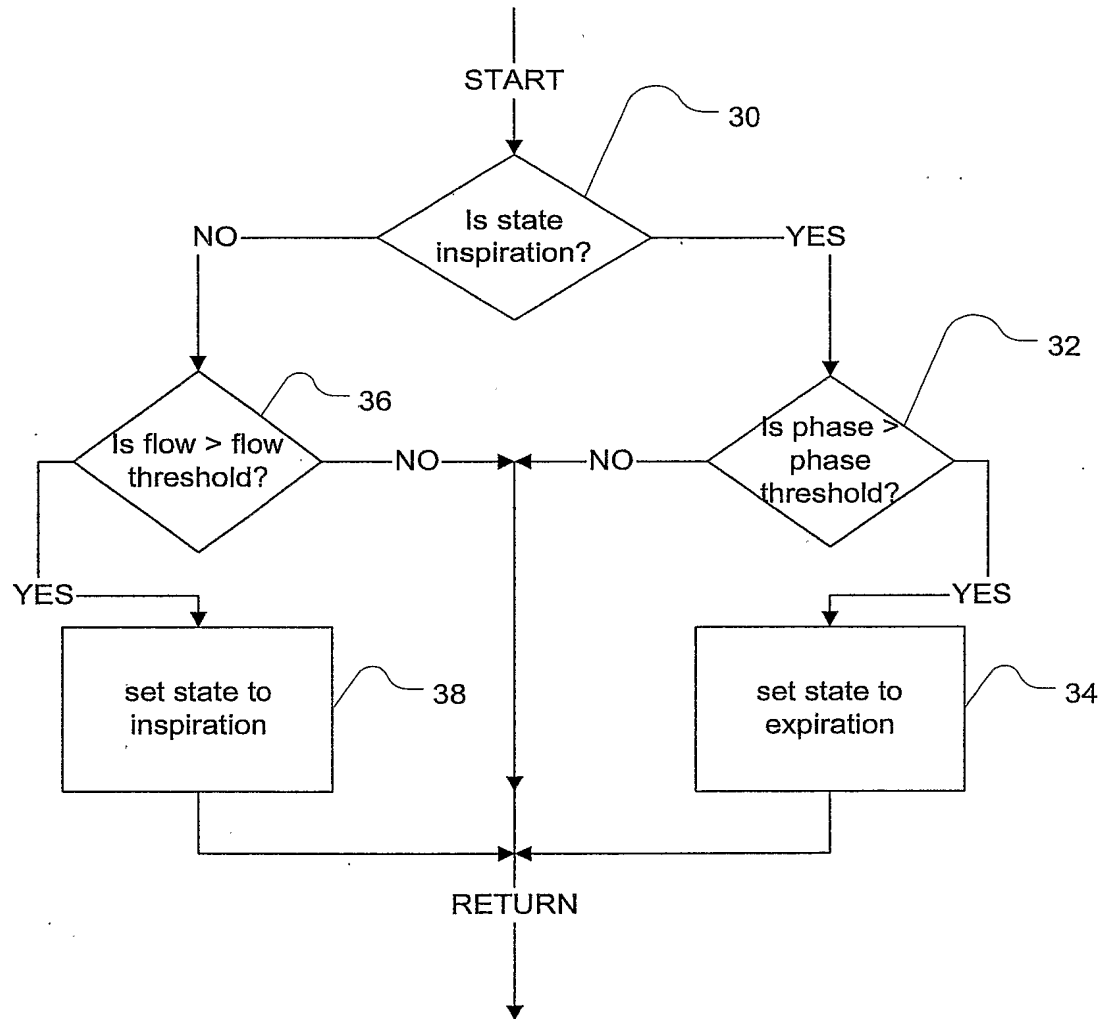 START
30
Is state
inspiration?
NO
YES
32
36
Is flow > flow
threshold?
NO
NO
Is phase >
phase
threshold?
YES
YES
set state to
inspiration
38
set state to
expiration
34
RETURN